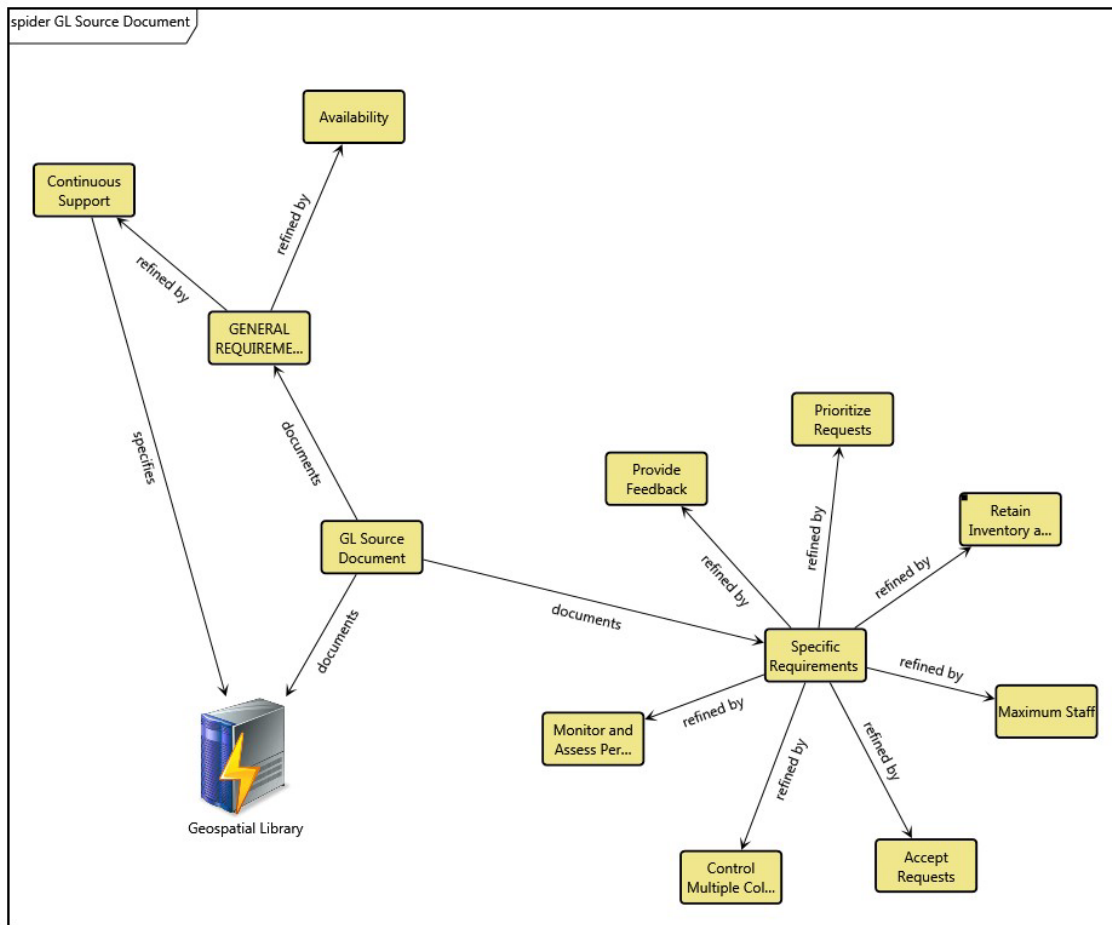 spider GL Source Document
Availability
Continuous
Support
refined by
refined by
GENERAL
REQUIREME...
specifies
documents
Prioritize
Requests
Provide
Feedback
Retain
Inventory a...
GL Source
Document
refined by
refined by
refined by
documents
documents
Specific
Requirements
refined by
refined by
Maximum Staff
Monitor and
Assess Per...
refined by
refined by
Geospatial Library
Control
Multiple Col...
Accept
Requests